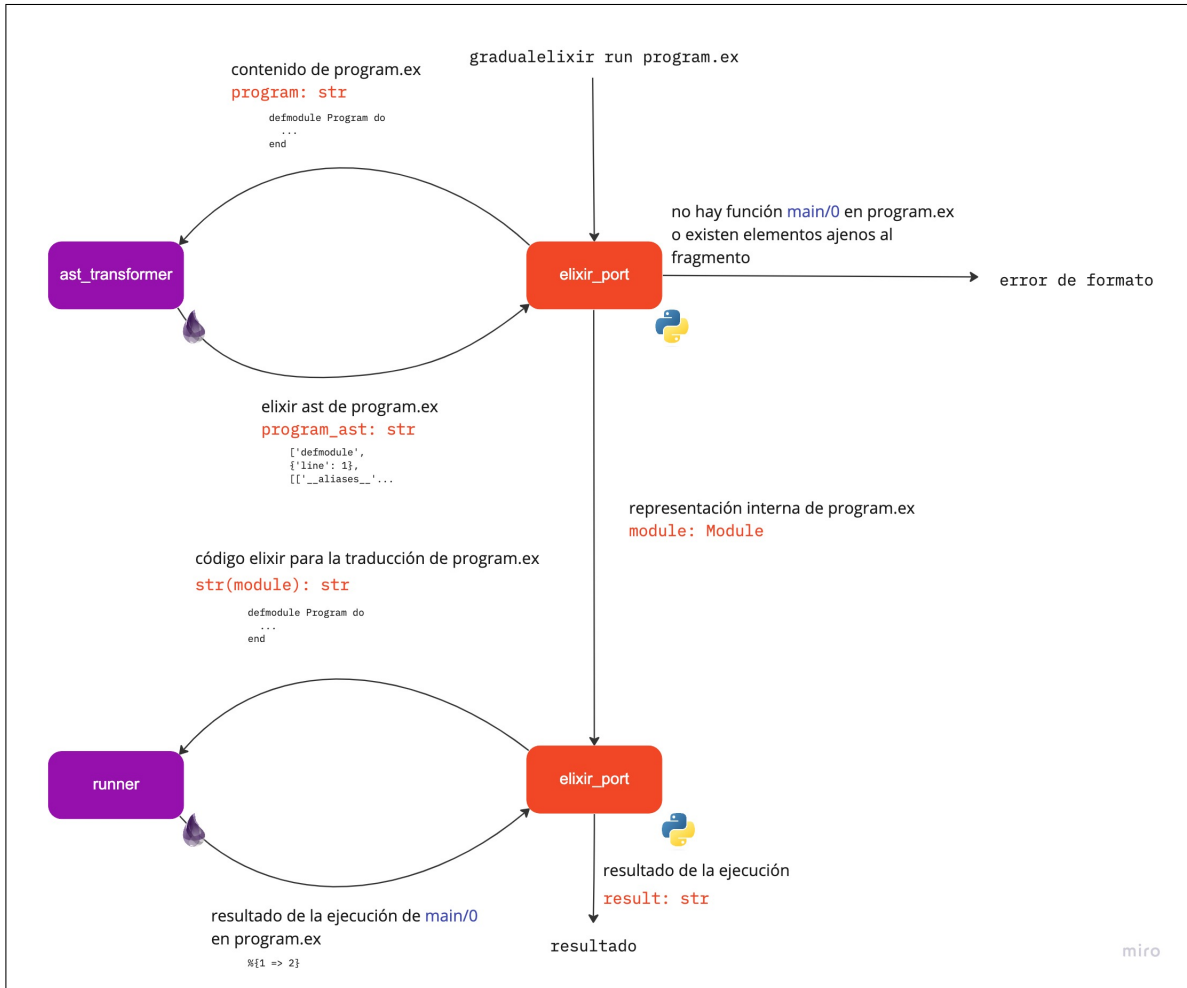 gradualelixir run program.ex
contenido de program.ex
program: str
defmodule Program do
...
end
no hay función main/0 en program.ex
o existen elementos ajenos al
fragmento
ast_transformer
elixir_port
error de formato
elixir ast de program.ex
program_ast: str
['defmodule',
{'line': 1},
[['__aliases__'...
representación interna de program.ex
module: Module
código elixir para la traducción de program.ex
str(module): str
defmodule Program do
...
end
runner
elixir_port
resultado de la ejecución
result: str
resultado de la ejecución de main/0
en program.ex
%{1 => 2}
resultado
miro